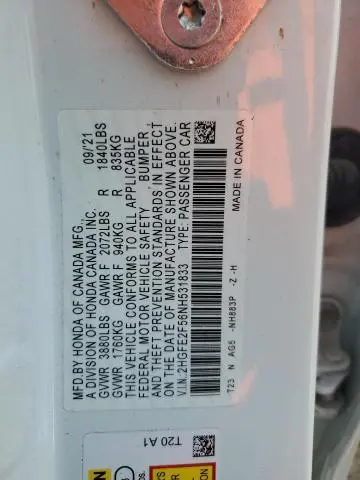 MFD.BY HONDA OF CANADA MFG., 09/21
A DIVISION OF HONDA CANADA INC.
GVWR 3880LBS GAWR F 2072LBS R 1840LBS
GVWR 1760KG GAWR F 940KG R 835KG
THIS VEHICLE CONFORMS TO ALL APPLICABLE
FEDERAL MOTOR VEHICLE SAFETY, BUMPER,
AND THEFT PREVENTION STANDARDS IN EFFECT
ON THE DATE OF MANUFACTURE SHOWN ABOVE.
V.I.N.:2HGFE2F56NH531833 TYPE: PASSENGER CAR
T23 N AG5 -NH883P -Z -H MADE IN CANADA
T20 A1